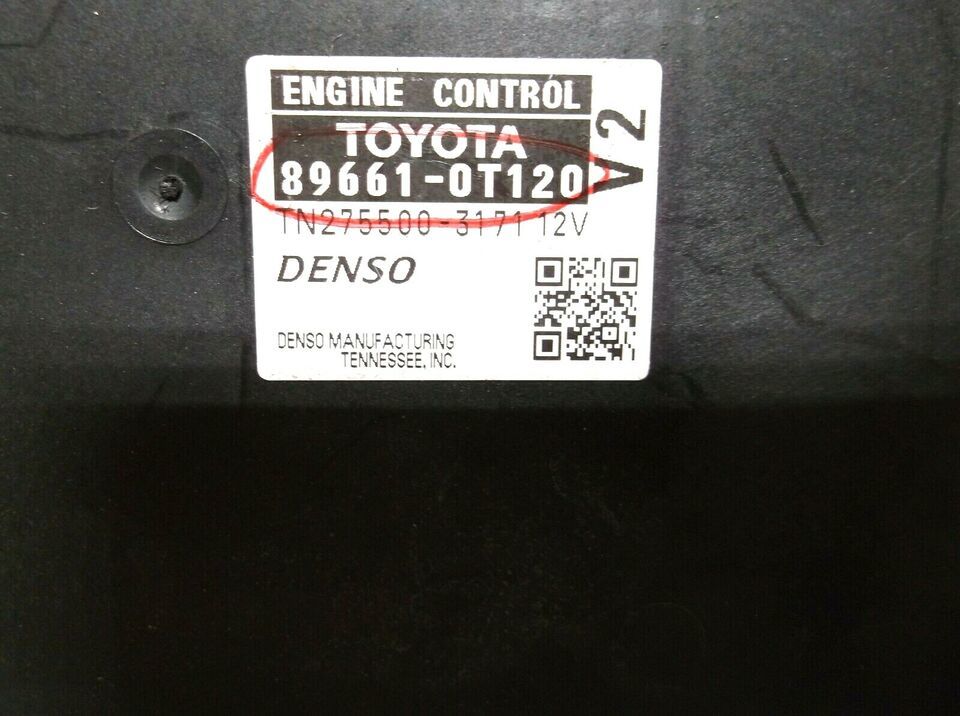 ENGINE CONTROL
TOYOTA
89661-0T120
V2
TN275500-3171 12V
DENSO
DENSO MANUFACTURING
TENNESSEE, INC.